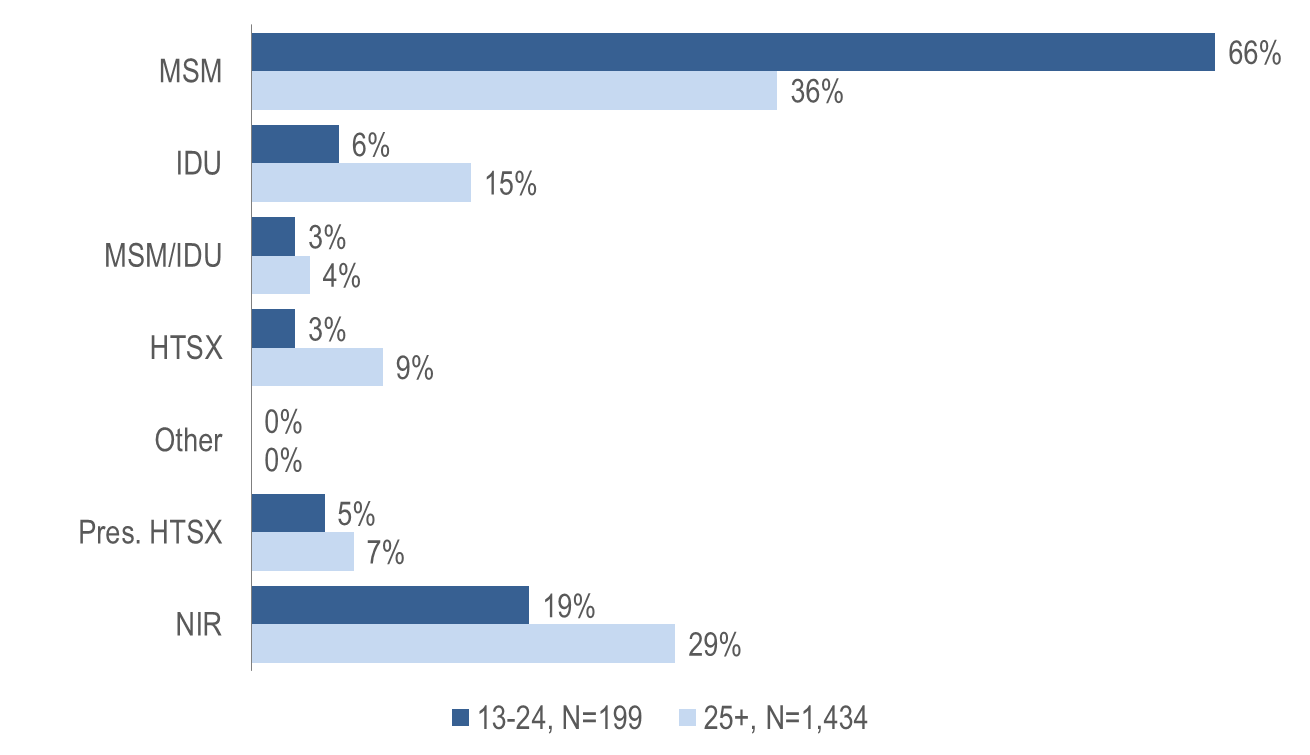 MSM
66%
36%
IDU
6%
15%
MSM/IDU
3%
4%
HTSX
3%
9%
Other
0%
0%
Pres. HTSX
5%
7%
NIR
19%
29%
13-24, N=199 25+, N=1,434